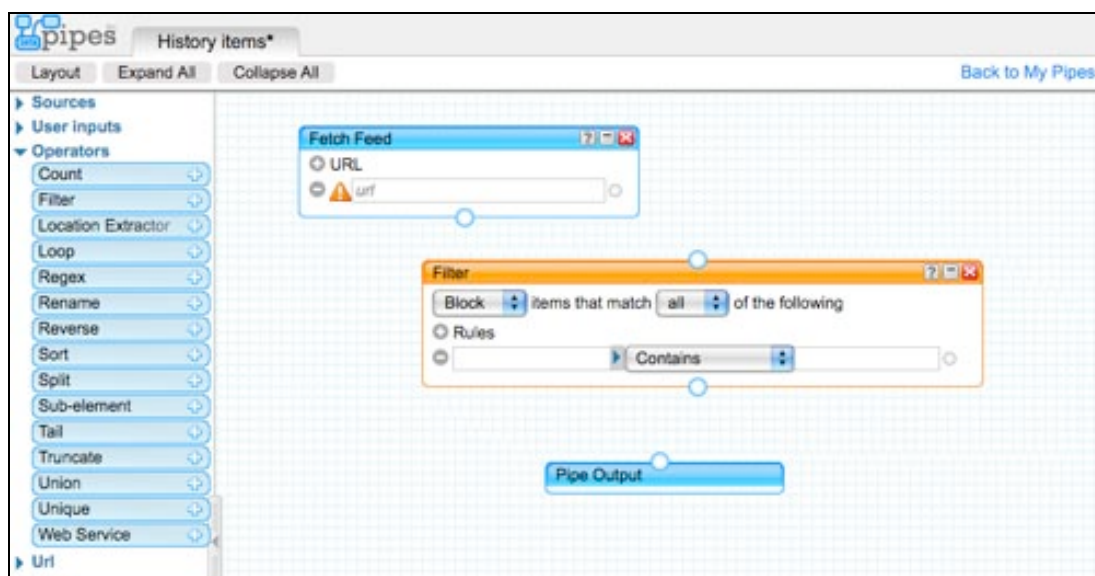 pipes
History items*
Layout Expand All Collapse All Back to My Pipes
Sources
User inputs
Operators
Count
Filter
Location Extractor
Loop
Regex
Rename
Reverse
Sort
Split
Sub-element
Tail
Truncate
Union
Unique
Web Service
Url
Fetch Feed ?
URL
url
Filter ?
Block items that match all of the following
Rules
Contains
Pipe Output